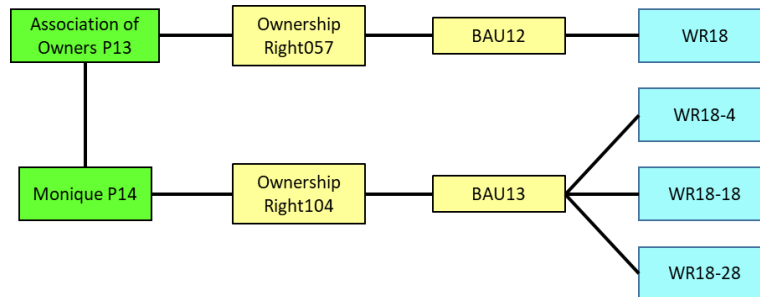 Association of
Owners P13
Ownership
Right057
BAU12
WR18
WR18-4
Monique P14
Ownership
Right104
BAU13
WR18-18
WR18-28